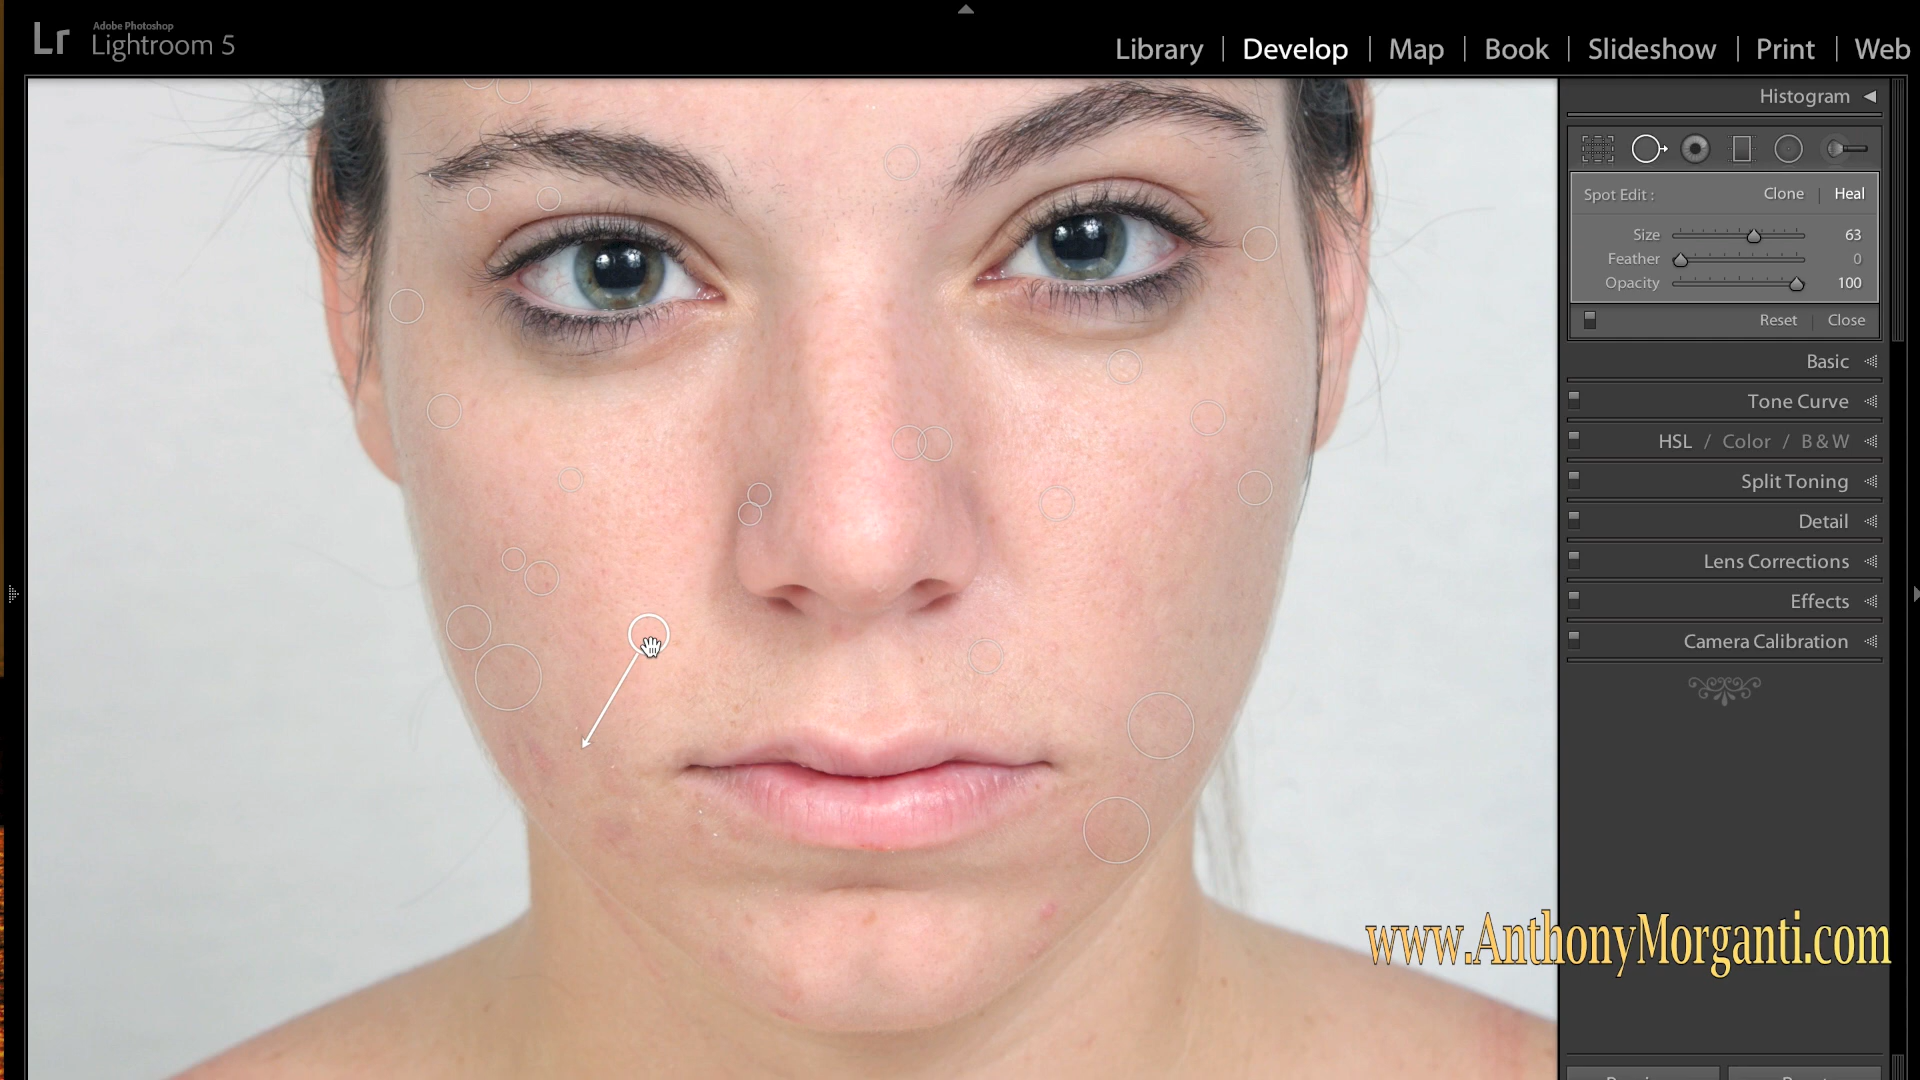 Lr Adobe Photoshop
Lightroom 5
Library | Develop | Map | Book | Slideshow | Print | Web
Histogram
Spot Edit : Clone | Heal
Size 63
Feather 0
Opacity 100
Reset | Close
Basic
Tone Curve
HSL / Color / B & W
Split Toning
Detail
Lens Corrections
Effects
Camera Calibration
www.AnthonyMorganti.com